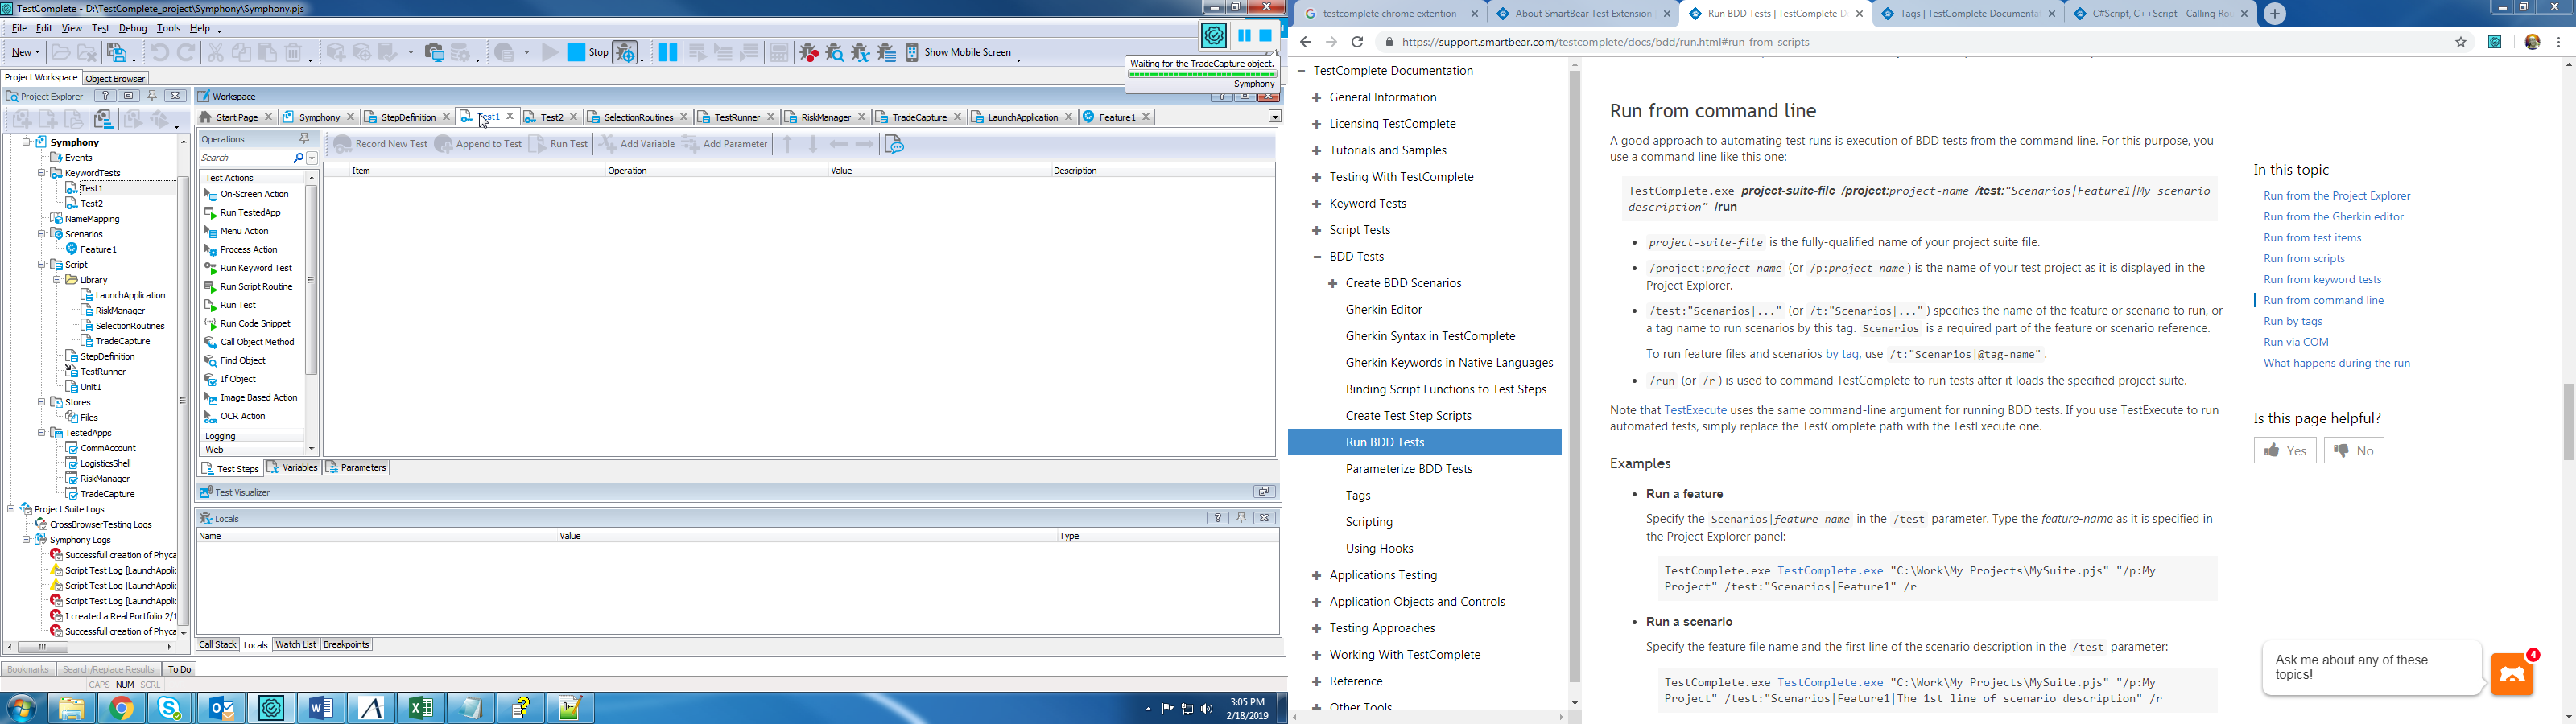 TestComplete - D:\TestComplete_project\Symphony\Symphony.pjs
File Edit View Test Debug Tools Help
New
Stop
Show Mobile Screen
Waiting for the TradeCapture object.
Symphony
Project Workspace Object Browser
Project Explorer
Symphony
Events
KeywordTests
Test1
Test2
NameMapping
Scenarios
Feature1
Script
Library
LaunchApplication
RiskManager
SelectionRoutines
TradeCapture
StepDefinition
TestRunner
Unit1
Stores
Files
TestedApps
CommAccount
LogisticsShell
RiskManager
TradeCapture
Project Suite Logs
CrossBrowserTesting Logs
Symphony Logs
Successful creation of Phyca
Script Test Log [LaunchApplic
Script Test Log [LaunchApplic
Script Test Log [LaunchApplic
I created a Real Portfolio 2/1
Successful creation of Phyca
Workspace
Start Page Symphony StepDefinition Test1 Test2 SelectionRoutines TestRunner RiskManager TradeCapture LaunchApplication Feature1
Operations
Search
Test Actions
On-Screen Action
Run TestedApp
Menu Action
Process Action
Run Keyword Test
Run Script Routine
Run Test
Run Code Snippet
Call Object Method
Find Object
If Object
Image Based Action
OCR Action
Logging
Web
Record New Test Append to Test Run Test Add Variable Add Parameter
Item Operation Value Description
Test Steps Variables Parameters
Test Visualizer
Locals
Name Value Type
Call Stack Locals Watch List Breakpoints
Bookmarks Search/Replace Results To Do
CAPS NUM SCRL
3:05 PM
2/18/2019
testcomplete chrome extention
About SmartBear Test Extension
Run BDD Tests | TestComplete D
Tags | TestComplete Documenta
C#Script, C++Script - Calling Ro
https://support.smartbear.com/testcomplete/docs/bdd/run.html#run-from-scripts
TestComplete Documentation
General Information
Licensing TestComplete
Tutorials and Samples
Testing With TestComplete
Keyword Tests
Script Tests
BDD Tests
Create BDD Scenarios
Gherkin Editor
Gherkin Syntax in TestComplete
Gherkin Keywords in Native Languages
Binding Script Functions to Test Steps
Create Test Step Scripts
Run BDD Tests
Parameterize BDD Tests
Tags
Scripting
Using Hooks
Applications Testing
Application Objects and Controls
Testing Approaches
Working With TestComplete
Reference
Other Tools
Run from command line
A good approach to automating test runs is execution of BDD tests from the command line. For this purpose, you
use a command line like this one:
TestComplete.exe project-suite-file /project:project-name /test:"Scenarios|Feature1|My scenario
description" /run
• project-suite-file is the fully-qualified name of your project suite file.
• /project:project-name (or /p:project name) is the name of your test project as it is displayed in the
Project Explorer.
• /test:"Scenarios|..." (or /t:"Scenarios|...") specifies the name of the feature or scenario to run, or
a tag name to run scenarios by this tag. Scenarios is a required part of the feature or scenario reference.
To run feature files and scenarios by tag, use /t:"Scenarios|@tag-name".
• /run (or /r) is used to command TestComplete to run tests after it loads the specified project suite.
Note that TestExecute uses the same command-line argument for running BDD tests. If you use TestExecute to run
automated tests, simply replace the TestComplete path with the TestExecute one.
Examples
• Run a feature
Specify the Scenarios|feature-name in the /test parameter. Type the feature-name as it is specified in
the Project Explorer panel:
TestComplete.exe TestComplete.exe "C:\Work\My Projects\MySuite.pjs" "/p:My
Project" /test:"Scenarios|Feature1" /r
• Run a scenario
Specify the feature file name and the first line of the scenario description in the /test parameter:
TestComplete.exe TestComplete.exe "C:\Work\My Projects\MySuite.pjs" "/p:My
Project" /test:"Scenarios|Feature1|The 1st line of scenario description" /r
In this topic
Run from the Project Explorer
Run from the Gherkin editor
Run from test items
Run from scripts
Run from keyword tests
Run from command line
Run by tags
Run via COM
What happens during the run
Is this page helpful?
Yes No
Ask me about any of these
topics!
4